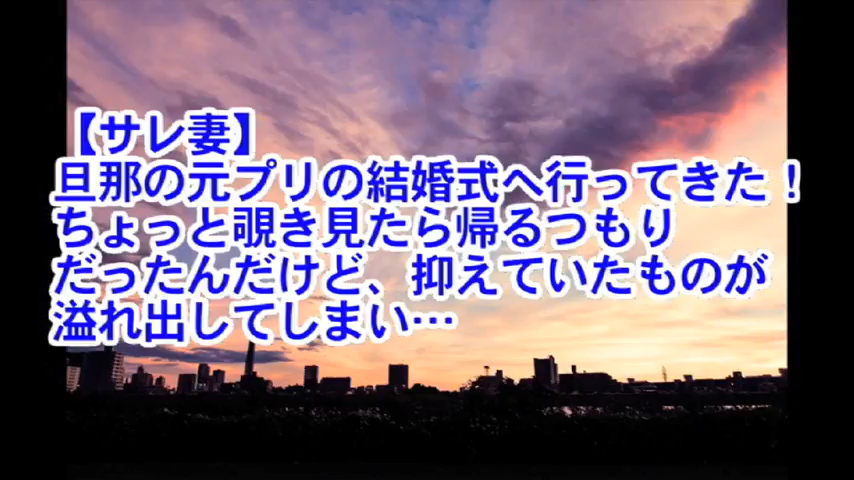 【サレ妻】
旦那の元プリの結婚式へ行ってきた！
ちょっと覗き見たら帰るつもり
だったんだけど、抑えていたものが
溢れ出してしまい…